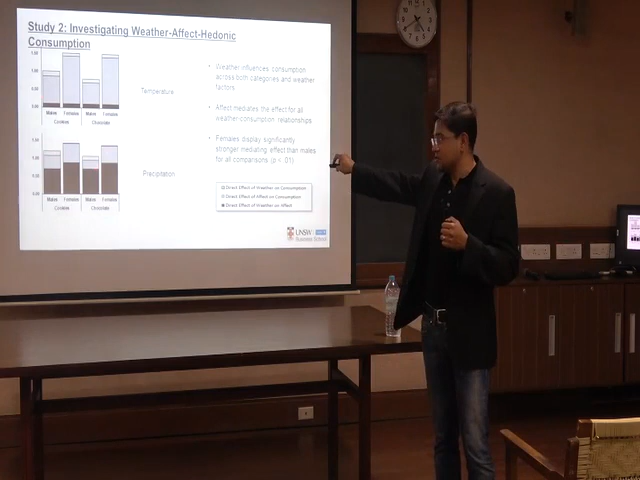 Study 2: Investigating Weather-Affect-Hedonic
Consumption
Males Females Males Females
Cookies Chocolate
Temperature
Males Females Males Females
Cookies Chocolate
Precipitation
• Weather influences consumption
across both categories and weather
factors
• Affect mediates the effect for all
weather-consumption relationships
• Females display significantly
stronger mediating effect than males
for all comparisons (p < .01)
Direct Effect of Weather on Consumption
Direct Effect of Affect on Consumption
Direct Effect of Weather on Affect
UNSW
Business School